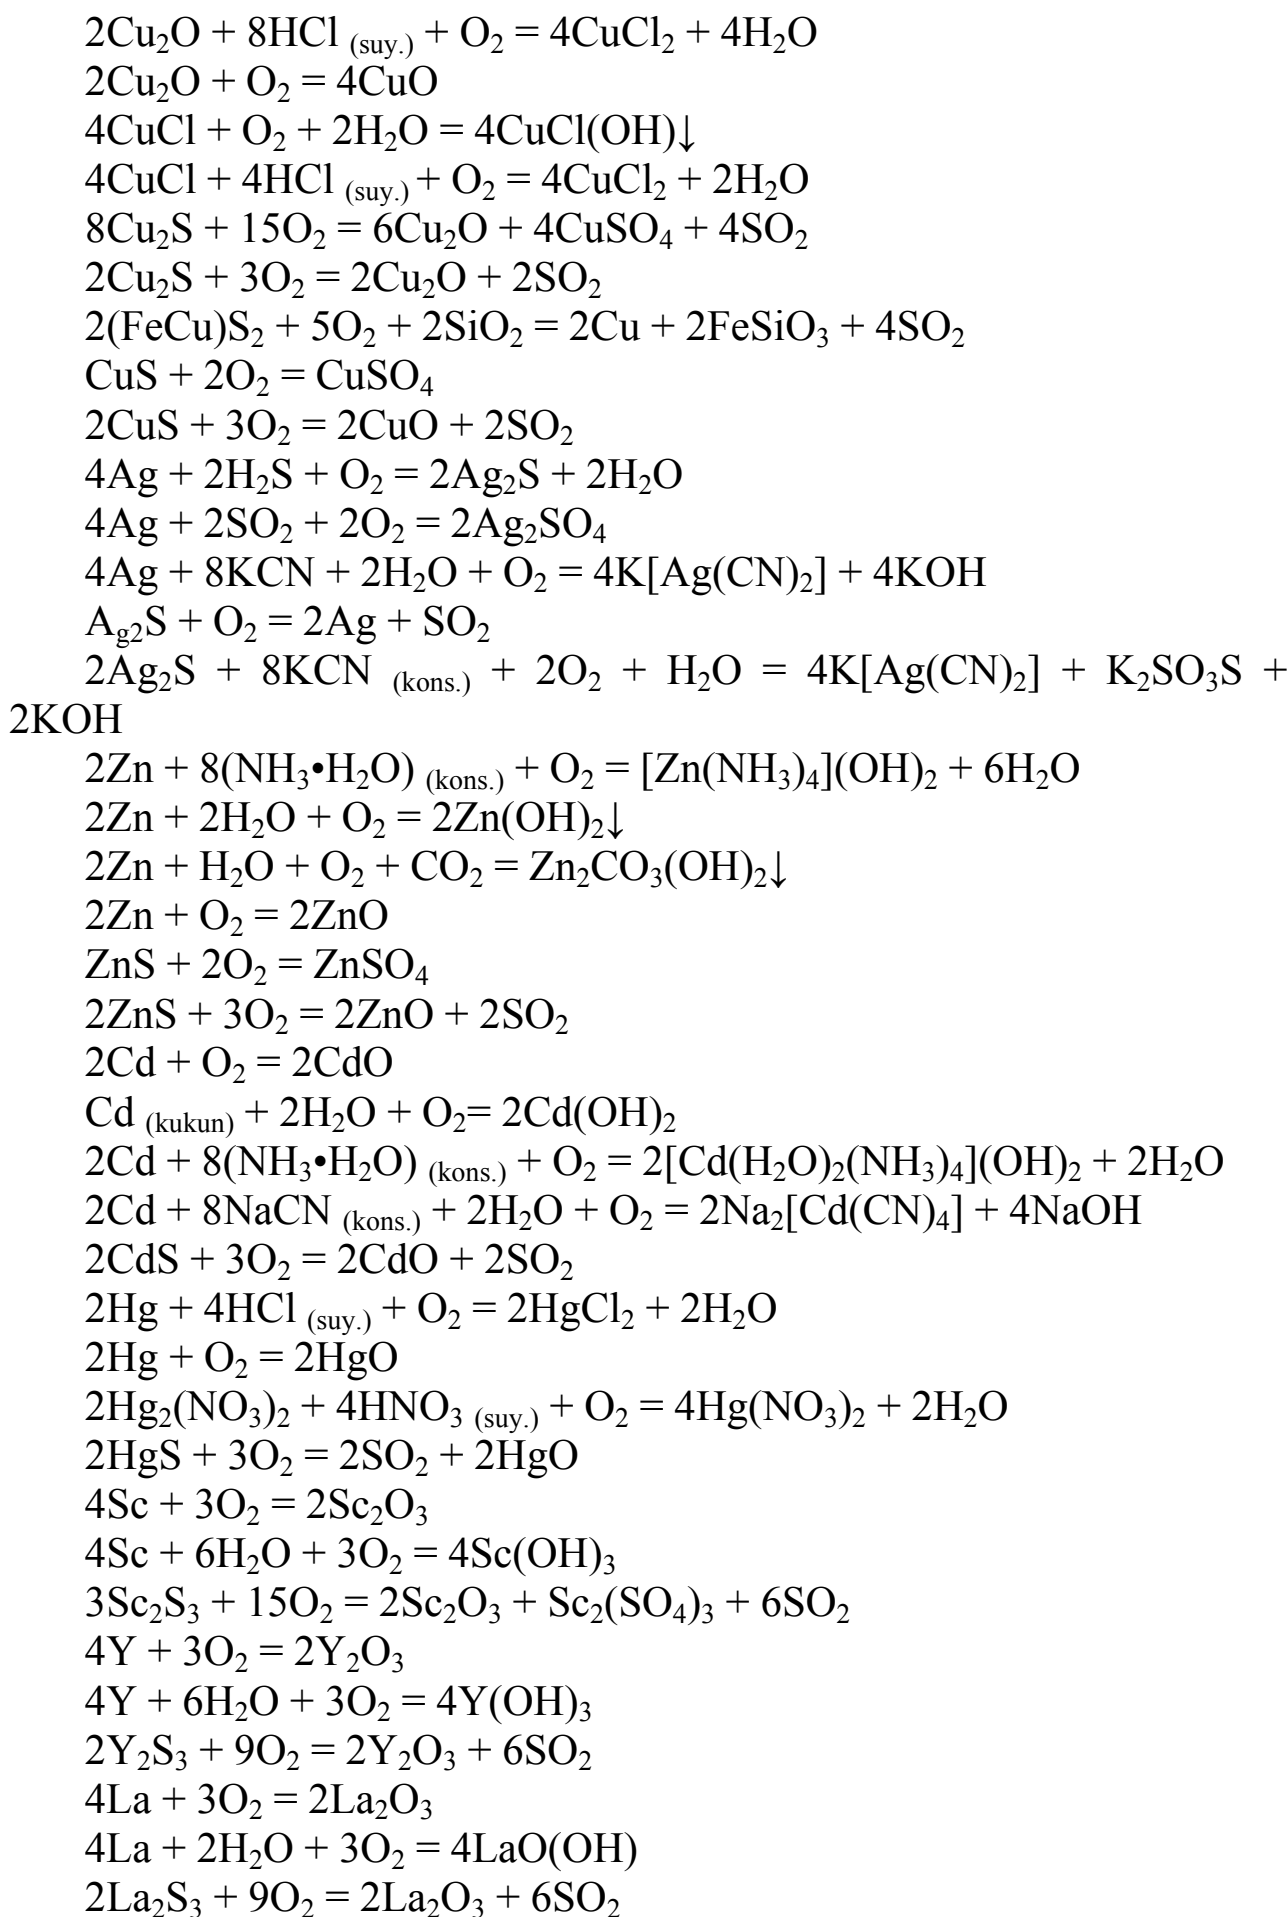 2Cu₂O + 8HCl (suy.) + O₂ = 4CuCl₂ + 4H₂O
2Cu₂O + O₂ = 4CuO
4CuCl + O₂ + 2H₂O = 4CuCl(OH)↓
4CuCl + 4HCl (suy.) + O₂ = 4CuCl₂ + 2H₂O
8Cu₂S + 15O₂ = 6Cu₂O + 4CuSO₄ + 4SO₂
2Cu₂S + 3O₂ = 2Cu₂O + 2SO₂
2(FeCu)S₂ + 5O₂ + 2SiO₂ = 2Cu + 2FeSiO₃ + 4SO₂
CuS + 2O₂ = CuSO₄
2CuS + 3O₂ = 2CuO + 2SO₂
4Ag + 2H₂S + O₂ = 2Ag₂S + 2H₂O
4Ag + 2SO₂ + 2O₂ = 2Ag₂SO₄
4Ag + 8KCN + 2H₂O + O₂ = 4K[Ag(CN)₂] + 4KOH
Ag₂S + O₂ = 2Ag + SO₂
2Ag₂S + 8KCN (kons.) + 2O₂ + H₂O = 4K[Ag(CN)₂] + K₂SO₃S +
2KOH
2Zn + 8(NH₃•H₂O) (kons.) + O₂ = [Zn(NH₃)₄](OH)₂ + 6H₂O
2Zn + 2H₂O + O₂ = 2Zn(OH)₂↓
2Zn + H₂O + O₂ + CO₂ = Zn₂CO₃(OH)₂↓
2Zn + O₂ = 2ZnO
ZnS + 2O₂ = ZnSO₄
2ZnS + 3O₂ = 2ZnO + 2SO₂
2Cd + O₂ = 2CdO
Cd (kukun) + 2H₂O + O₂= 2Cd(OH)₂
2Cd + 8(NH₃•H₂O) (kons.) + O₂ = 2[Cd(H₂O)₂(NH₃)₄](OH)₂ + 2H₂O
2Cd + 8NaCN (kons.) + 2H₂O + O₂ = 2Na₂[Cd(CN)₄] + 4NaOH
2CdS + 3O₂ = 2CdO + 2SO₂
2Hg + 4HCl (suy.) + O₂ = 2HgCl₂ + 2H₂O
2Hg + O₂ = 2HgO
2Hg₂(NO₃)₂ + 4HNO₃ (suy.) + O₂ = 4Hg(NO₃)₂ + 2H₂O
2HgS + 3O₂ = 2SO₂ + 2HgO
4Sc + 3O₂ = 2Sc₂O₃
4Sc + 6H₂O + 3O₂ = 4Sc(OH)₃
3Sc₂S₃ + 15O₂ = 2Sc₂O₃ + Sc₂(SO₄)₃ + 6SO₂
4Y + 3O₂ = 2Y₂O₃
4Y + 6H₂O + 3O₂ = 4Y(OH)₃
2Y₂S₃ + 9O₂ = 2Y₂O₃ + 6SO₂
4La + 3O₂ = 2La₂O₃
4La + 2H₂O + 3O₂ = 4LaO(OH)
2La₂S₃ + 9O₂ = 2La₂O₃ + 6SO₂